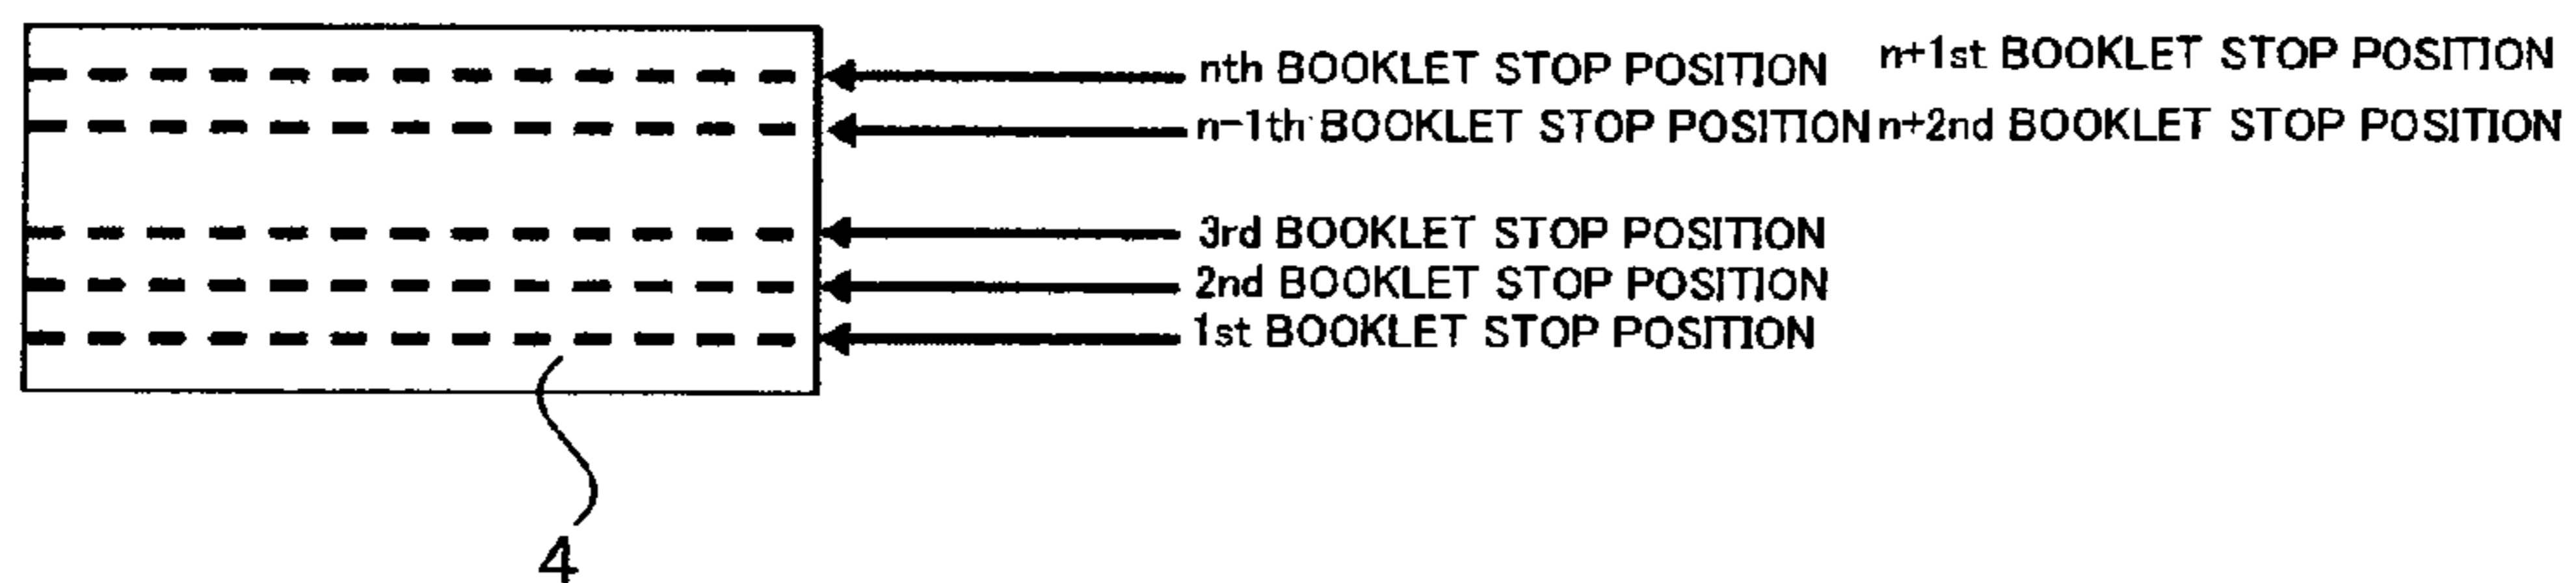 nth BOOKLET STOP POSITION n+1st BOOKLET STOP POSITION
n-1th BOOKLET STOP POSITION n+2nd BOOKLET STOP POSITION
3rd BOOKLET STOP POSITION
2nd BOOKLET STOP POSITION
1st BOOKLET STOP POSITION
4